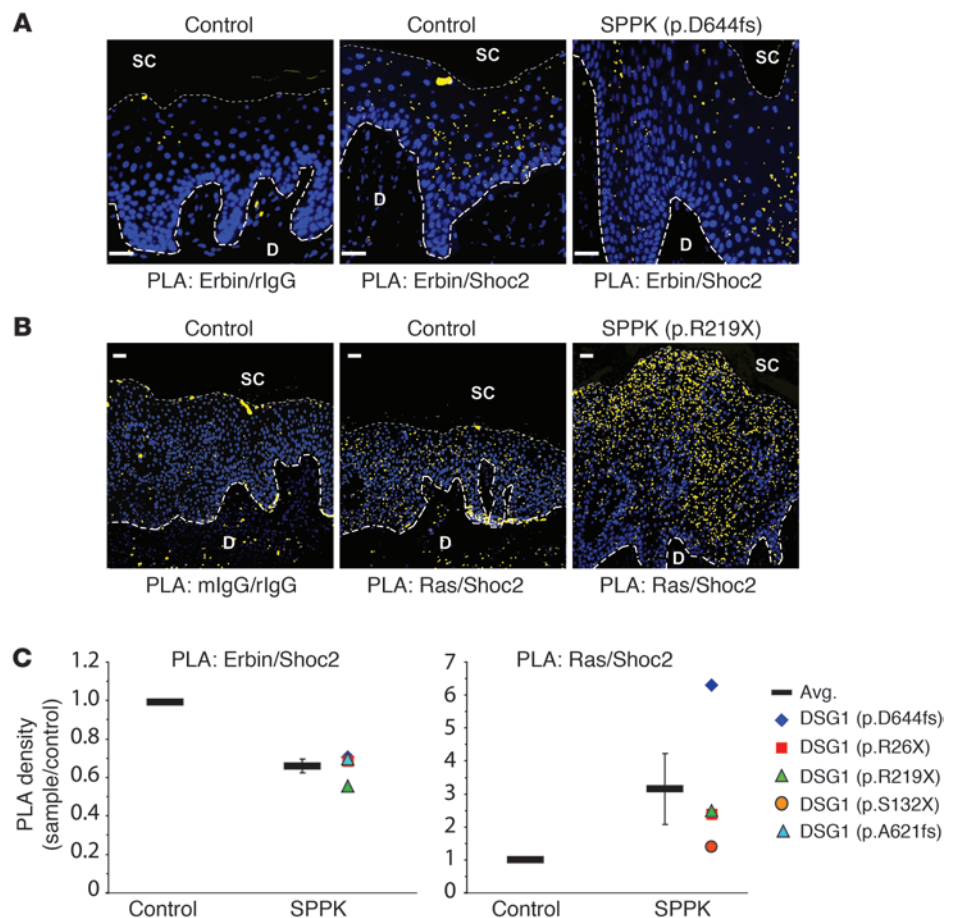 A
Control
Control
SPPK (p.D644fs)
SC
SC
SC
D
D
D
PLA: Erbin/rIgG
PLA: Erbin/Shoc2
PLA: Erbin/Shoc2
B
Control
Control
SPPK (p.R219X)
SC
SC
SC
D
D
D
PLA: mIgG/rIgG
PLA: Ras/Shoc2
PLA: Ras/Shoc2
C
PLA: Erbin/Shoc2
PLA density
(sample/control)
1.2
1.0
0.8
0.6
0.4
0.2
0
Control
SPPK
PLA: Ras/Shoc2
7
6
5
4
3
2
1
0
Control
SPPK
Avg.
DSG1 (p.D644fs)
DSG1 (p.R26X)
DSG1 (p.R219X)
DSG1 (p.S132X)
DSG1 (p.A621fs)